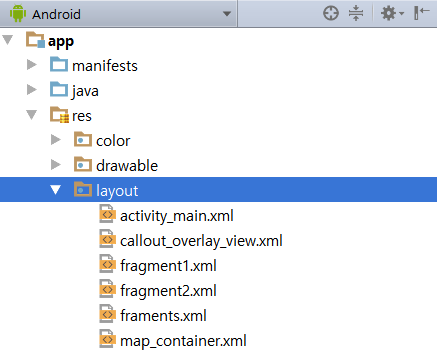 Android
app
manifests
java
res
color
drawable
layout
activity_main.xml
callout_overlay_view.xml
fragment1.xml
fragment2.xml
framents.xml
map_container.xml